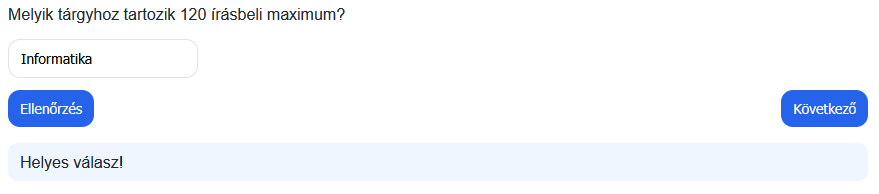 Melyik tárgyhoz tartozik 120 írásbeli maximum?
Informatika
Ellenőrzés
Következő
Helyes válasz!